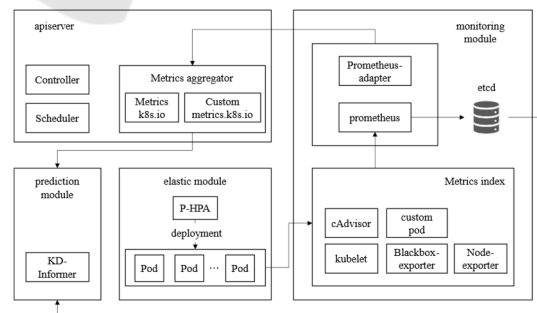 apiserver
Controller
Scheduler
Metrics aggregator
Metrics
k8s.io
Custom
metrics.k8s.io
monitoring
module
Prometheus-
adapter
prometheus
etcd
prediction
module
KD-
Informer
elastic module
P-HPA
deployment
Pod
Pod
...
Pod
Metrics index
cAdvisor
custom
pod
kubelet
Blackbox-
exporter
Node-
exporter